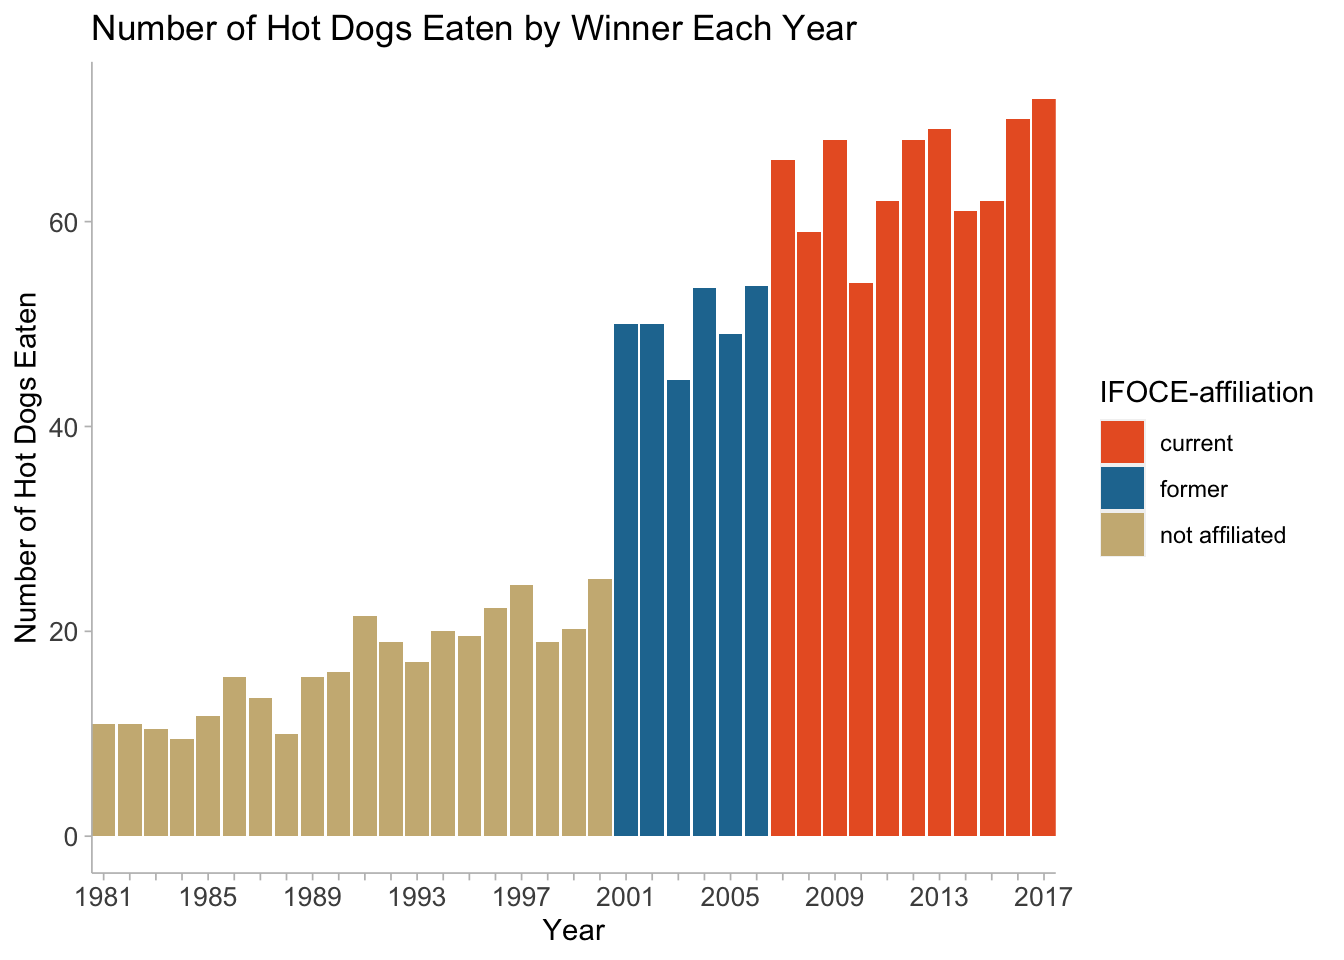 Number of Hot Dogs Eaten by Winner Each Year
Number of Hot Dogs Eaten
60
40
20
0
1981 1985 1989 1993 1997 2001 2005 2009 2013 2017
Year
IFOCE-affiliation
current
former
not affiliated